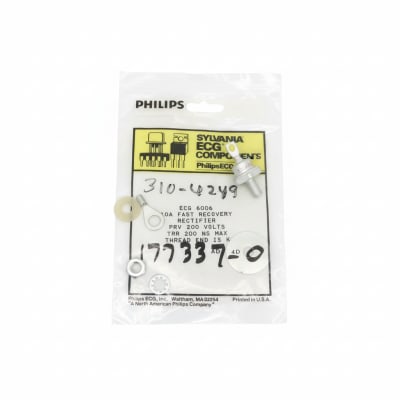 PHILIPS
SYLVANIA
ECG
COMPONENTS
PhilipsECG
310-4249
ECG 6006
0A FAST RECOVERY
RECTIFIER
PRV 200 VOLTS
TRR 200 NS MAX
THREAD END IS K
177337-0
Philips ECG, Inc. Waltham, MA 02254
"A North American Philips Company"
Printed in U.S.A.